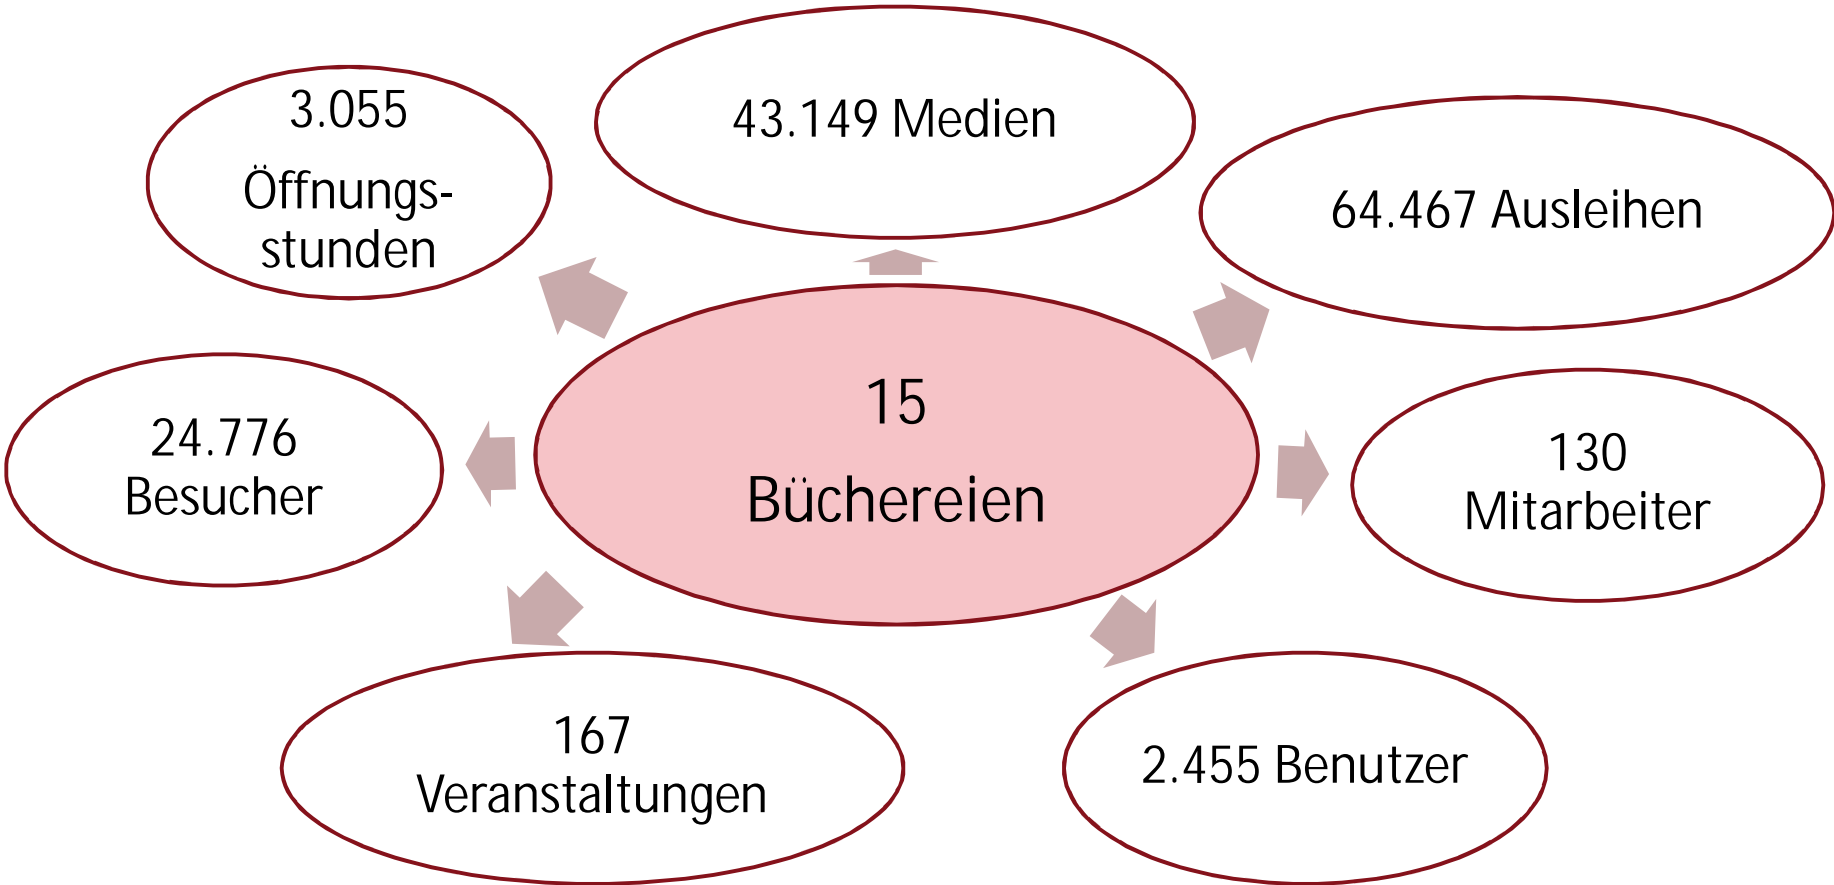 43.149 Medien
3.055
Öffnungs-
stunden
64.467 Ausleihen
15
Büchereien
24.776
Besucher
130
Mitarbeiter
167
Veranstaltungen
2.455 Benutzer